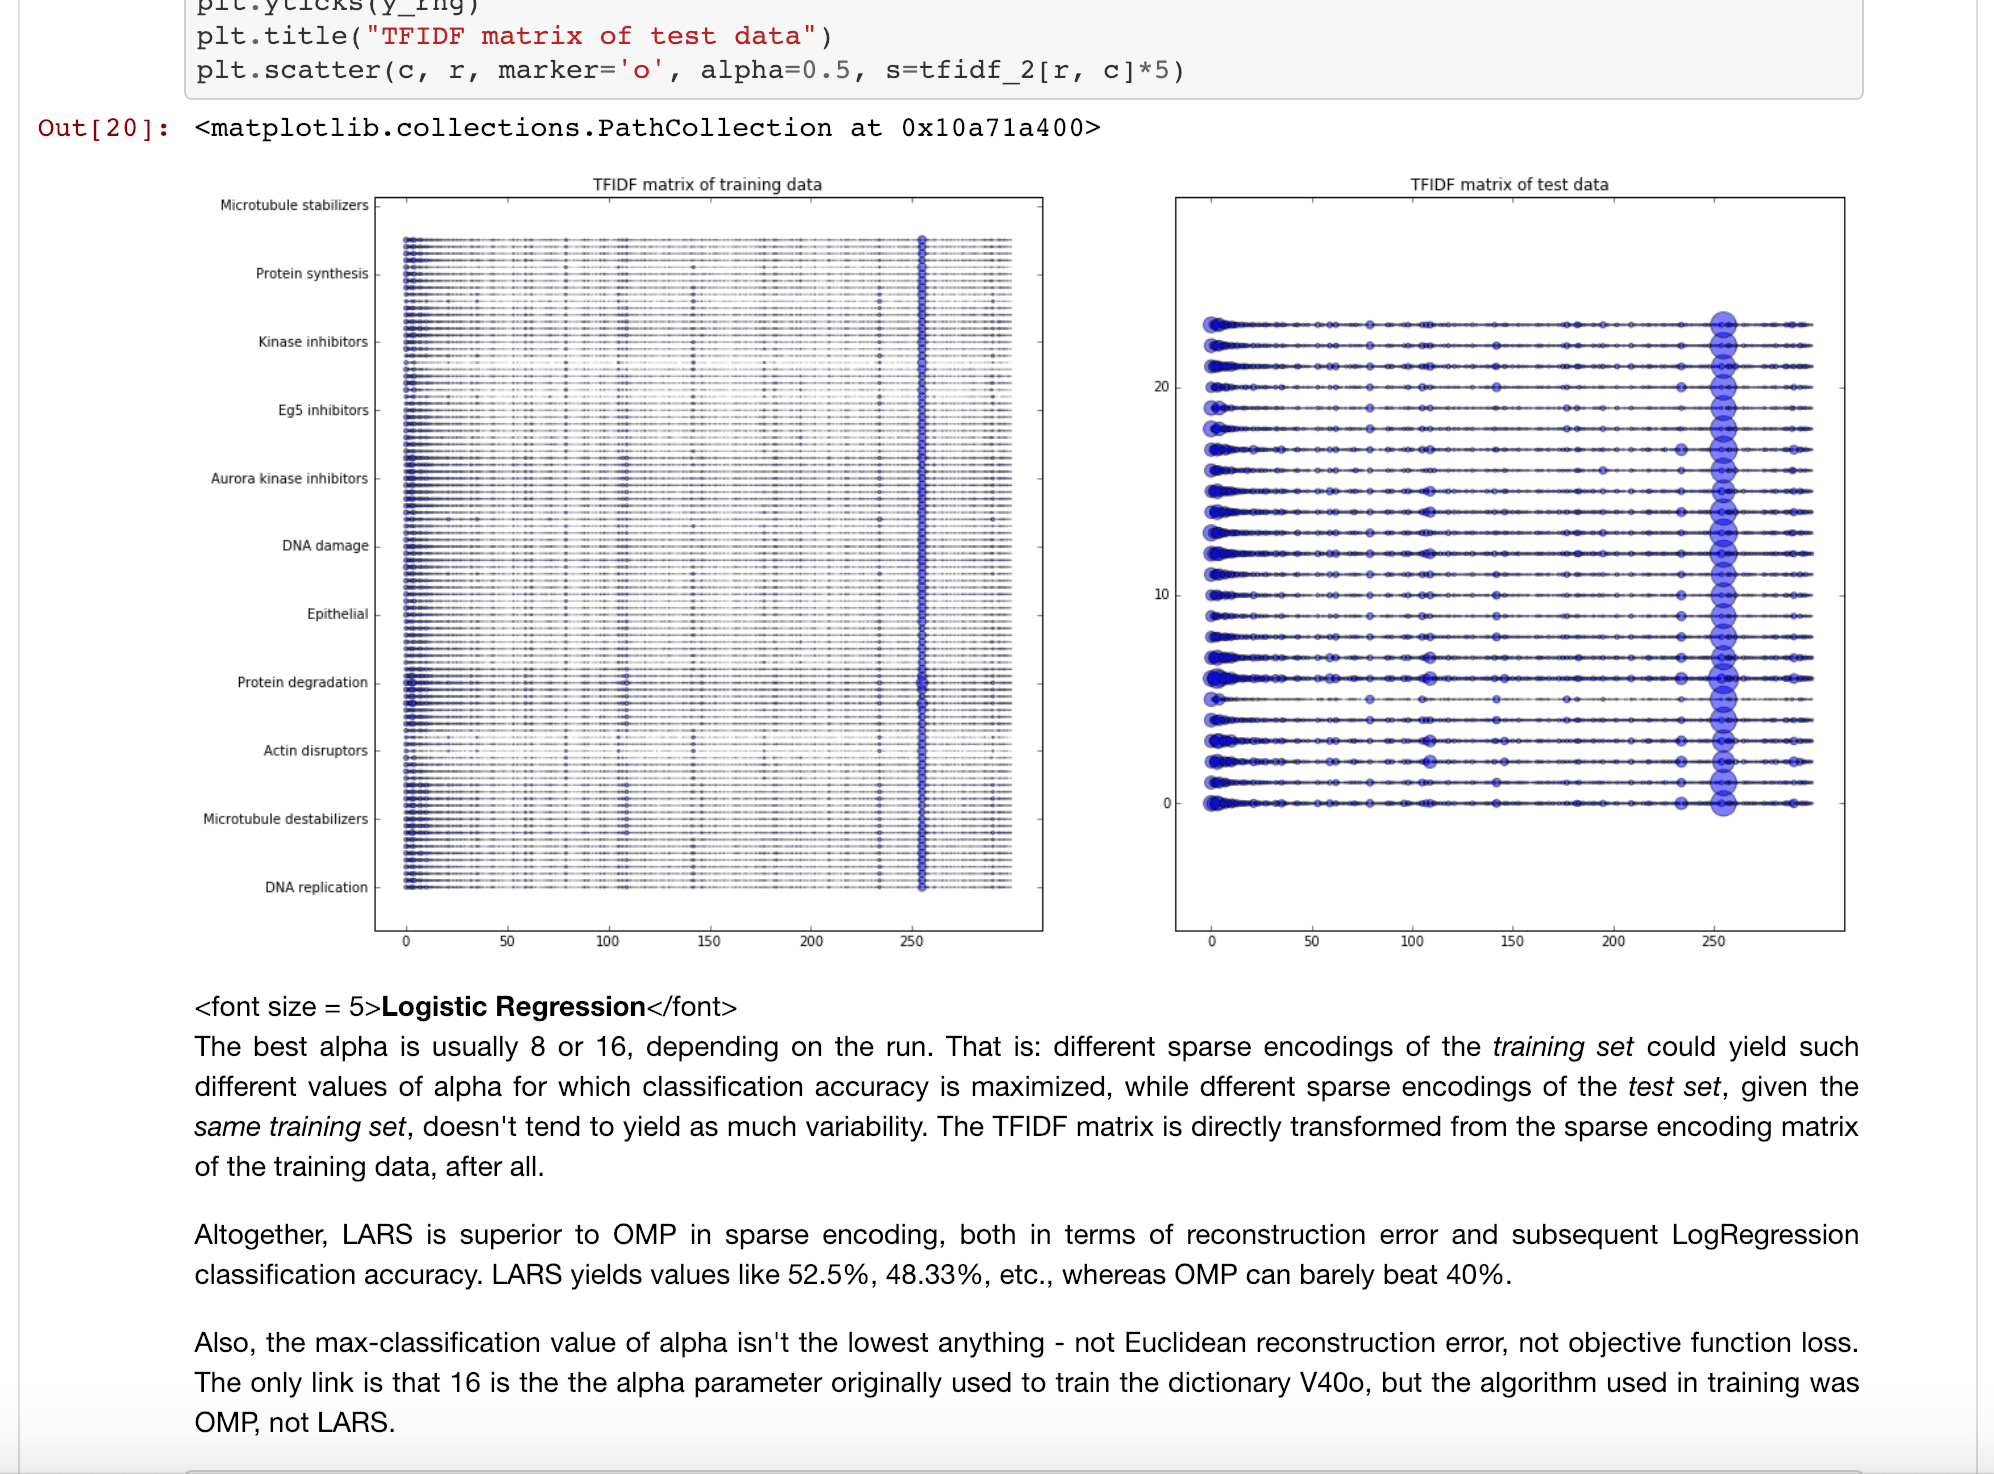 plt.yticks(y_rng)
plt.title("TFIDF matrix of test data")
plt.scatter(c, r, marker='o', alpha=0.5, s=tfidf_2[r, c]*5)
Out[20]: <matplotlib.collections.PathCollection at 0x10a71a400>
TFIDF matrix of training data
Microtubule stabilizers
Protein synthesis
Kinase inhibitors
Eg5 inhibitors
Aurora kinase inhibitors
DNA damage
Epithelial
Protein degradation
Actin disruptors
Microtubule destabilizers
DNA replication
0 50 100 150 200 250
TFIDF matrix of test data
20
10
0
0 50 100 150 200 250
<font size = 5>Logistic Regression</font>
The best alpha is usually 8 or 16, depending on the run. That is: different sparse encodings of the training set could yield such
different values of alpha for which classification accuracy is maximized, while dfferent sparse encodings of the test set, given the
same training set, doesn't tend to yield as much variability. The TFIDF matrix is directly transformed from the sparse encoding matrix
of the training data, after all.
Altogether, LARS is superior to OMP in sparse encoding, both in terms of reconstruction error and subsequent LogRegression
classification accuracy. LARS yields values like 52.5%, 48.33%, etc., whereas OMP can barely beat 40%.
Also, the max-classification value of alpha isn't the lowest anything - not Euclidean reconstruction error, not objective function loss.
The only link is that 16 is the the alpha parameter originally used to train the dictionary V40o, but the algorithm used in training was
OMP, not LARS.